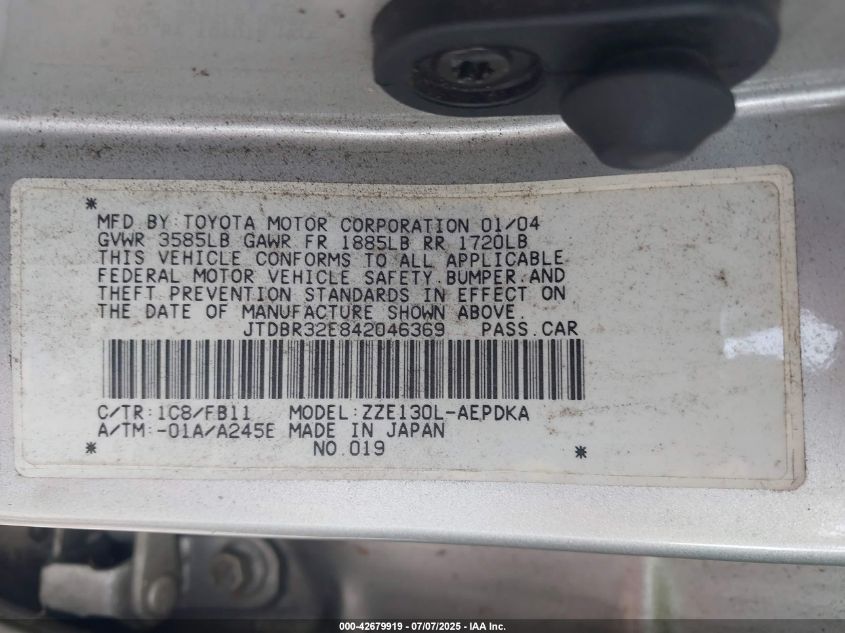 MFD BY:TOYOTA MOTOR CORPORATION 01/04
GVWR 3585LB GAWR FR 1885LB RR 1720LB
THIS VEHICLE CONFORMS TO ALL APPLICABLE
FEDERAL MOTOR VEHICLE SAFETY.BUMPER.AND
THEFT PREVENTION STANDARDS IN EFFECT ON
THE DATE OF MANUFACTURE SHOWN ABOVE.
JTDBR32E842046369 PASS.CAR
C/TR:1C8/FB11 MODEL:ZZE130L-AEPDKA
A/TM:-01A/A245E MADE IN JAPAN
NO.019
000-42679919 / 07/07/2025 - IAA Inc.